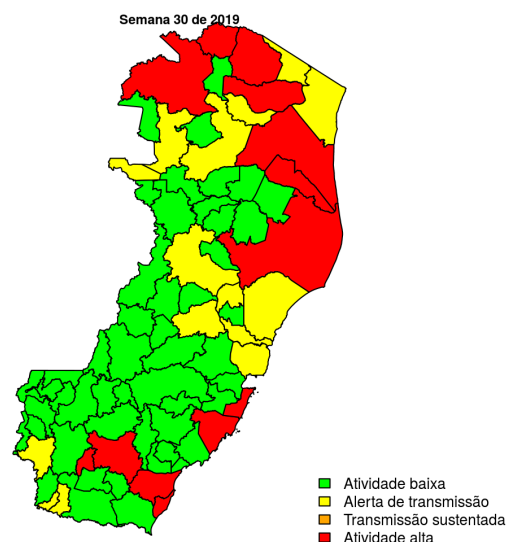 Semana 30 de 2019
Atividade baixa
Alerta de transmissão
Transmissão sustentada
Atividade alta